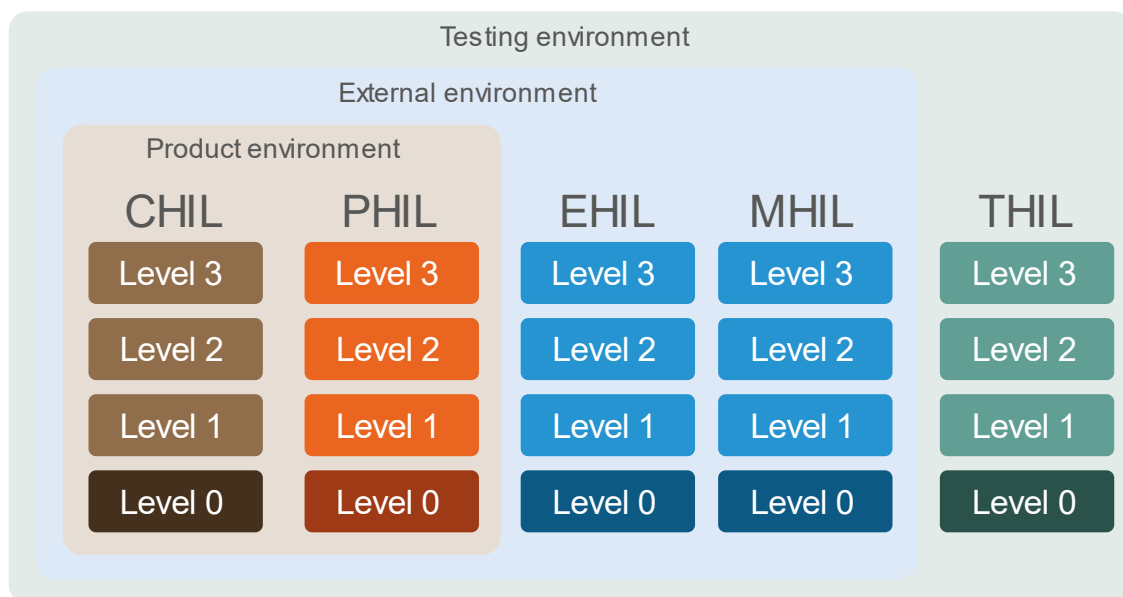 Testing environment
External environment
Product environment
CHIL PHIL EHIL MHIL THIL
Level 3 Level 3 Level 3 Level 3 Level 3
Level 2 Level 2 Level 2 Level 2 Level 2
Level 1 Level 1 Level 1 Level 1 Level 1
Level 0 Level 0 Level 0 Level 0 Level 0